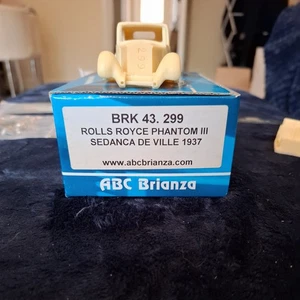 BRK 43. 299
ROLLS ROYCE PHANTOM III
SEDANCA DE VILLE 1937
www.abcbrianza.com
ABC Brianza